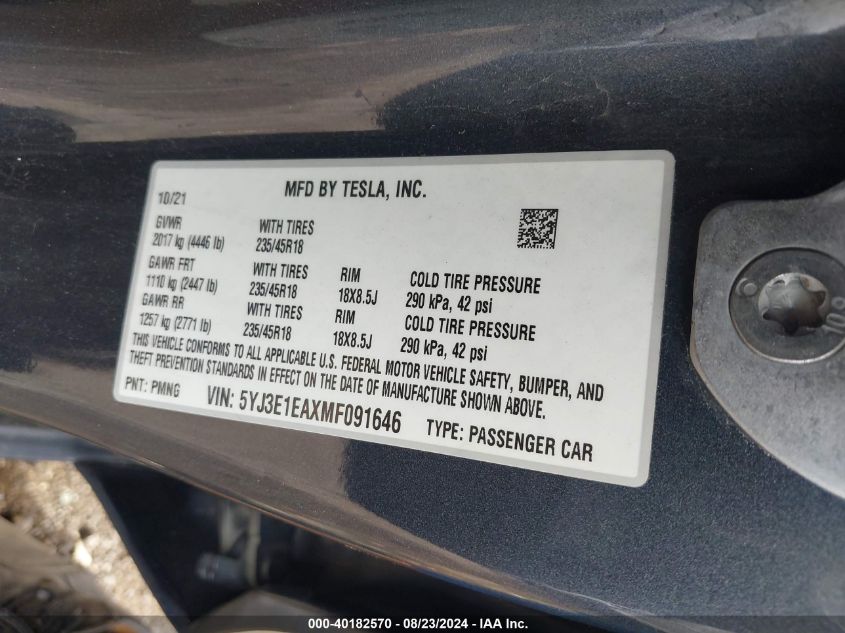 MFD BY TESLA, INC.
10/21
GVWR WITH TIRES
2017 kg (4446 lb) 235/45R18
GAWR FRT WITH TIRES RIM COLD TIRE PRESSURE
1110 kg (2447 lb) 235/45R18 18X8.5J 290 kPa, 42 psi
GAWR RR WITH TIRES RIM COLD TIRE PRESSURE
1257 kg (2771 lb) 235/45R18 18X8.5J 290 kPa, 42 psi
THIS VEHICLE CONFORMS TO ALL APPLICABLE U.S. FEDERAL MOTOR VEHICLE SAFETY, BUMPER, AND
THEFT PREVENTION STANDARDS IN EFFECT ON THE DATE OF MANUFACTURE SHOWN ABOVE.
PNT: PMNG VIN: 5YJ3E1EAXMF091646 TYPE: PASSENGER CAR
000-40182570 - 08/23/2024 - IAA Inc.